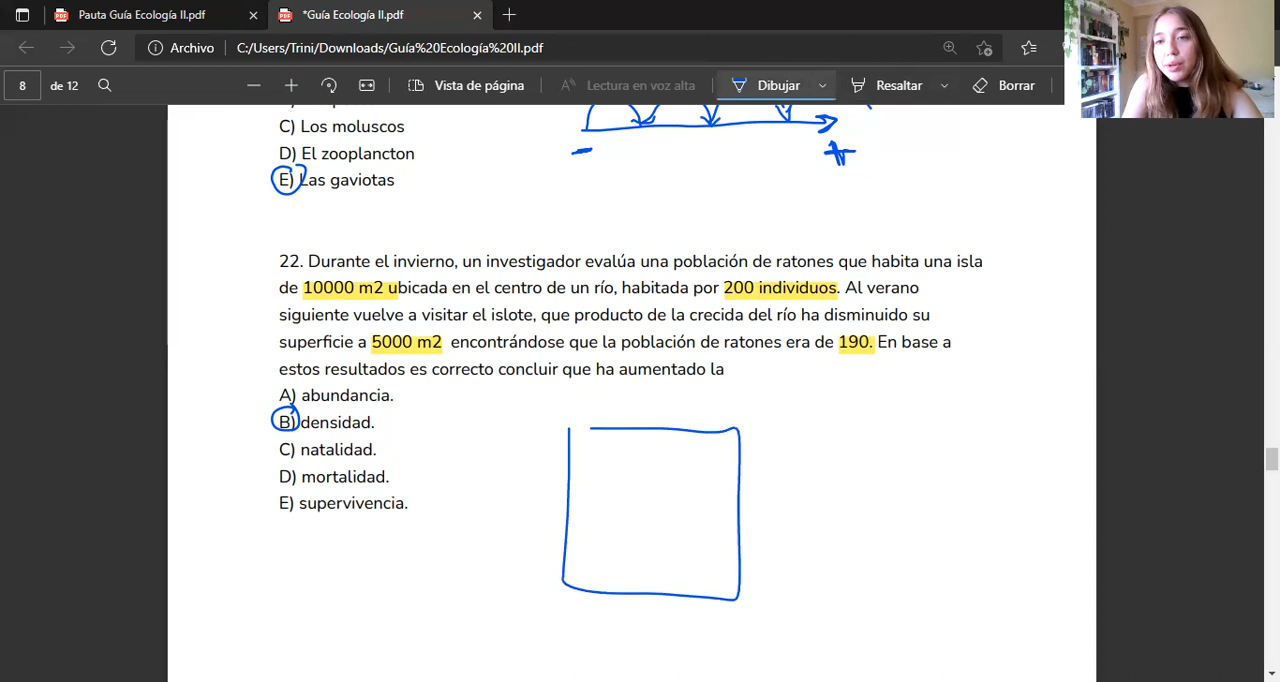 Pauta Guía Ecología II.pdf
*Guía Ecología II.pdf
Archivo
C:/Users/Trini/Downloads/Guía%20Ecología%20II.pdf
8 de 12
Vista de página
Lectura en voz alta
Dibujar
Resaltar
Borrar
C) Los moluscos
D) El zooplancton
E) Las gaviotas
- +
22. Durante el invierno, un investigador evalúa una población de ratones que habita una isla
de 10000 m2 ubicada en el centro de un río, habitada por 200 individuos. Al verano
siguiente vuelve a visitar el islote, que producto de la crecida del río ha disminuido su
superficie a 5000 m2 encontrándose que la población de ratones era de 190. En base a
estos resultados es correcto concluir que ha aumentado la
A) abundancia.
B) densidad.
C) natalidad.
D) mortalidad.
E) supervivencia.